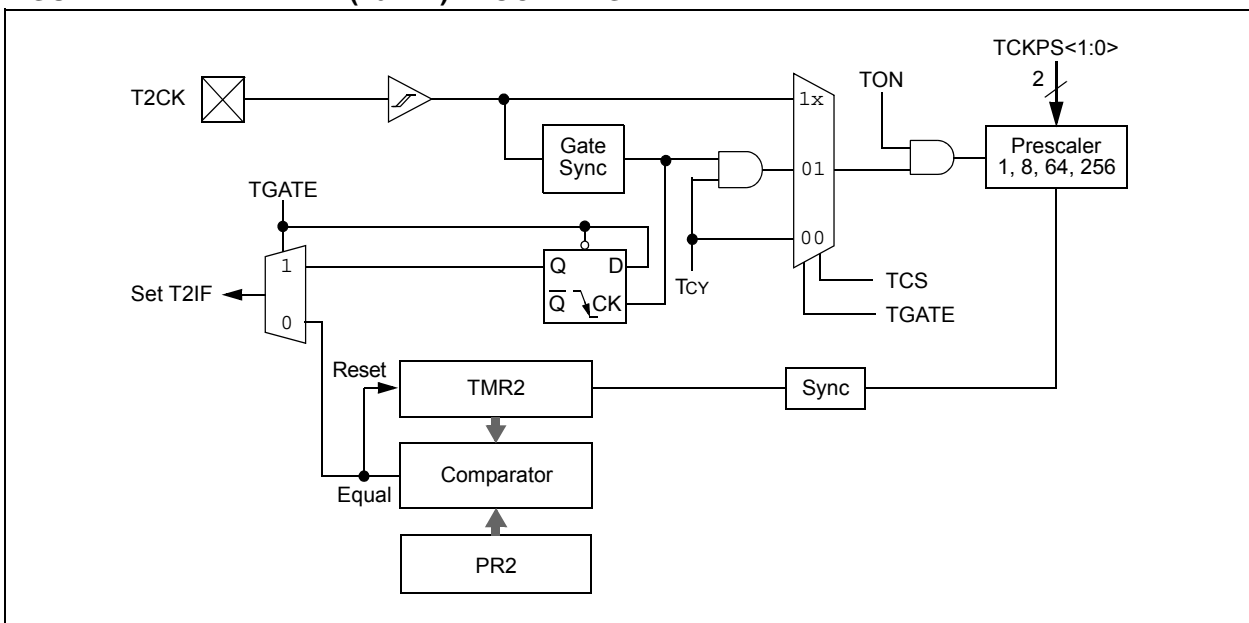 TCKPS<1:0>
2
TON
T2CK
1x
Gate
Sync
Prescaler
1, 8, 64, 256
01
TGATE
00
1
Q
D
TCY
TCS
Set T2IF
Q
CK
TGATE
0
Reset
TMR2
Sync
Comparator
Equal
PR2